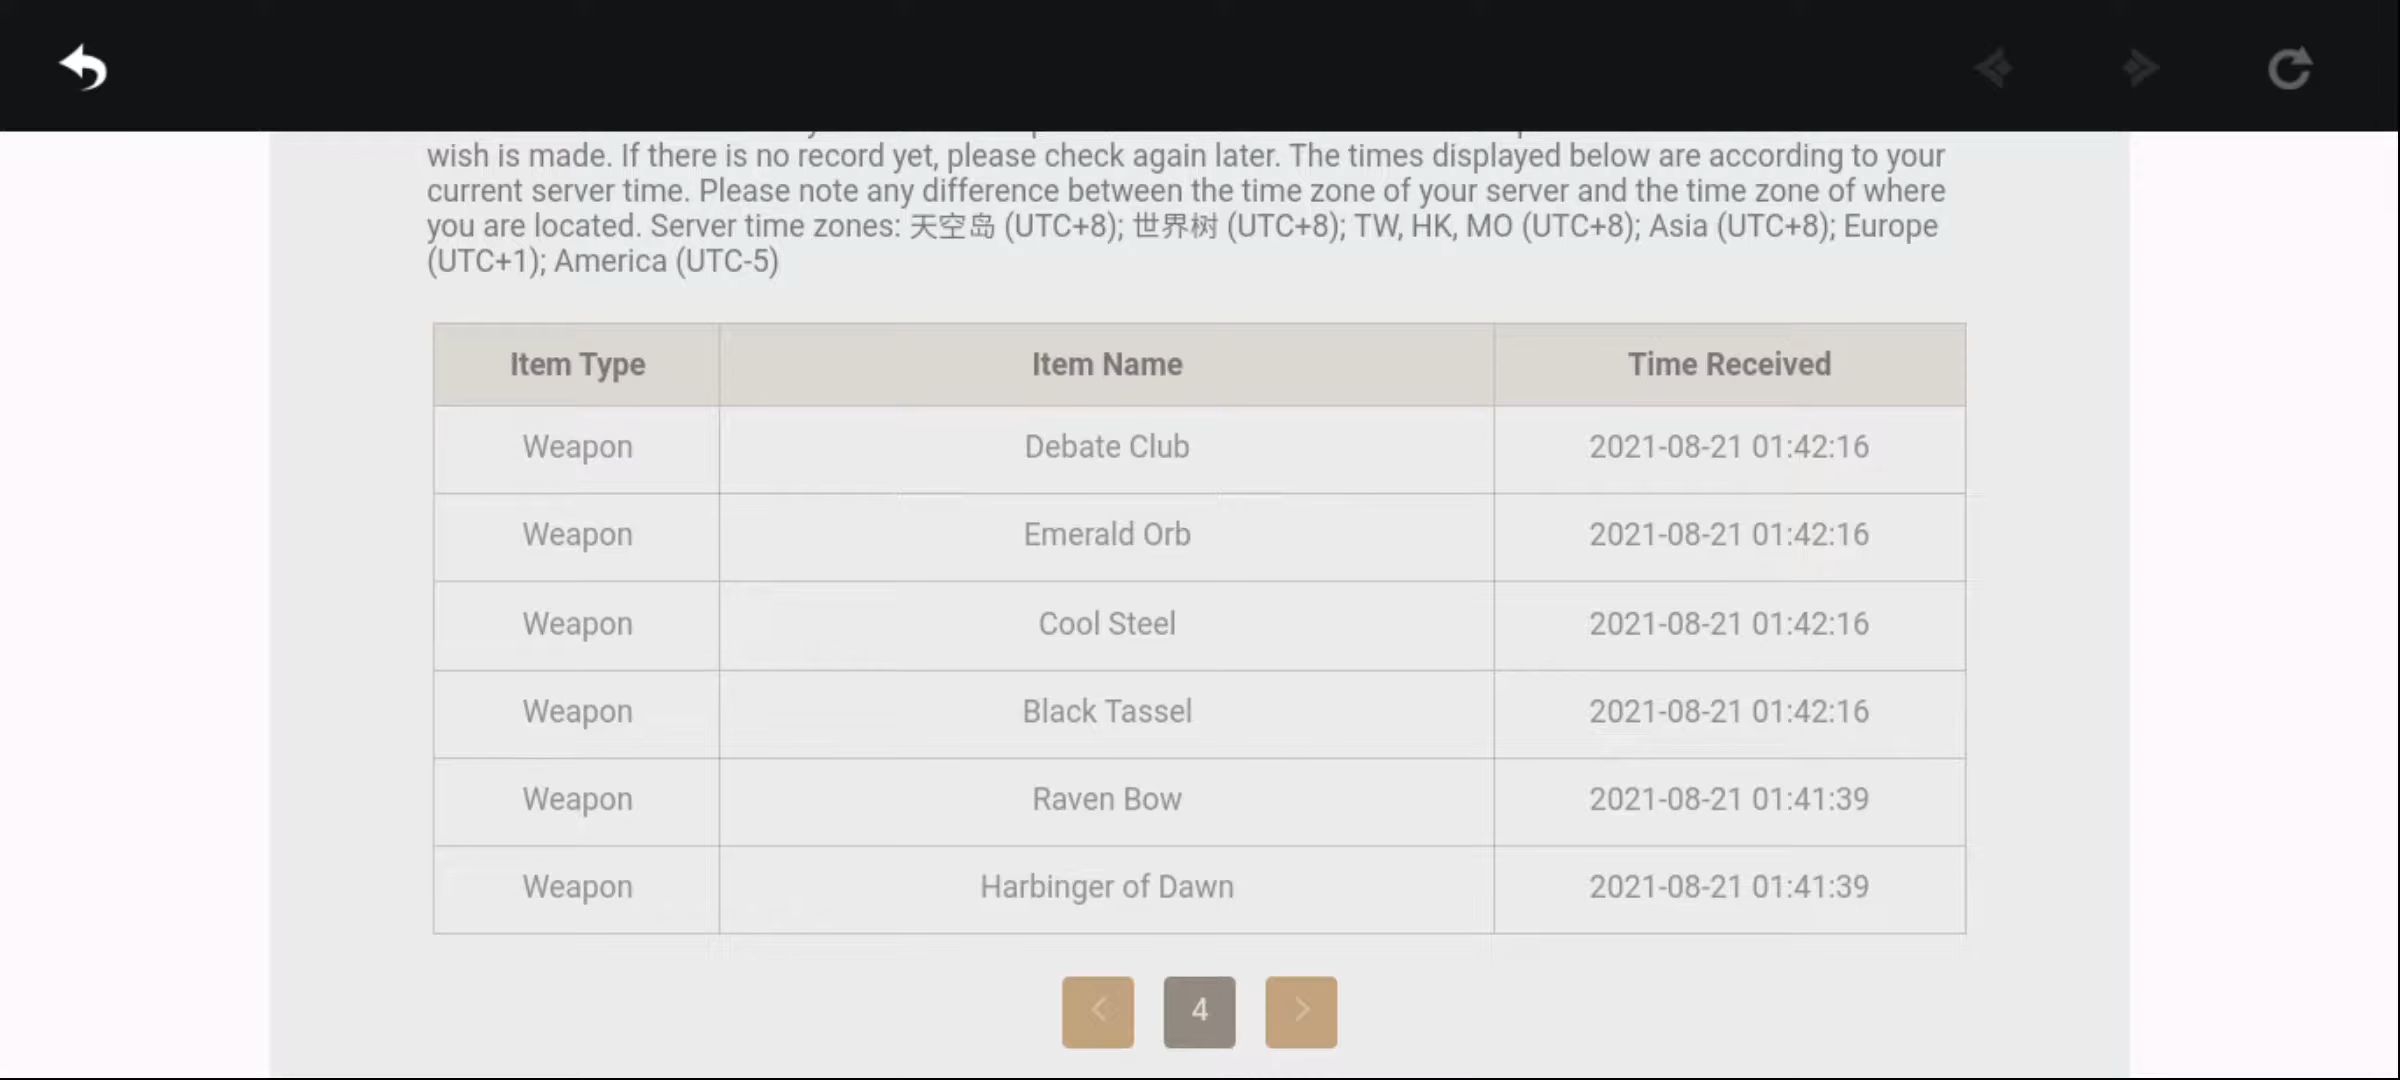 wish is made. If there is no record yet, please check again later. The times displayed below are according to your
current server time. Please note any difference between the time zone of your server and the time zone of where
you are located. Server time zones: 天空岛 (UTC+8); 世界树 (UTC+8); TW, HK, MO (UTC+8); Asia (UTC+8); Europe
(UTC+1); America (UTC-5)
Item Type Item Name Time Received
Weapon Debate Club 2021-08-21 01:42:16
Weapon Emerald Orb 2021-08-21 01:42:16
Weapon Cool Steel 2021-08-21 01:42:16
Weapon Black Tassel 2021-08-21 01:42:16
Weapon Raven Bow 2021-08-21 01:41:39
Weapon Harbinger of Dawn 2021-08-21 01:41:39
4